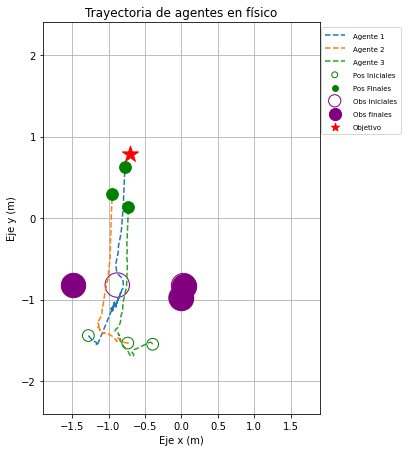 Trayectoria de agentes en físico
Agente 1
Agente 2
Agente 3
Pos Iniciales
Pos Finales
Obs Iniciales
Obs finales
Objetivo
Eje y (m)
2
1
0
−1
−2
−1.5
−1.0
−0.5
0.0
0.5
1.0
1.5
Eje x (m)